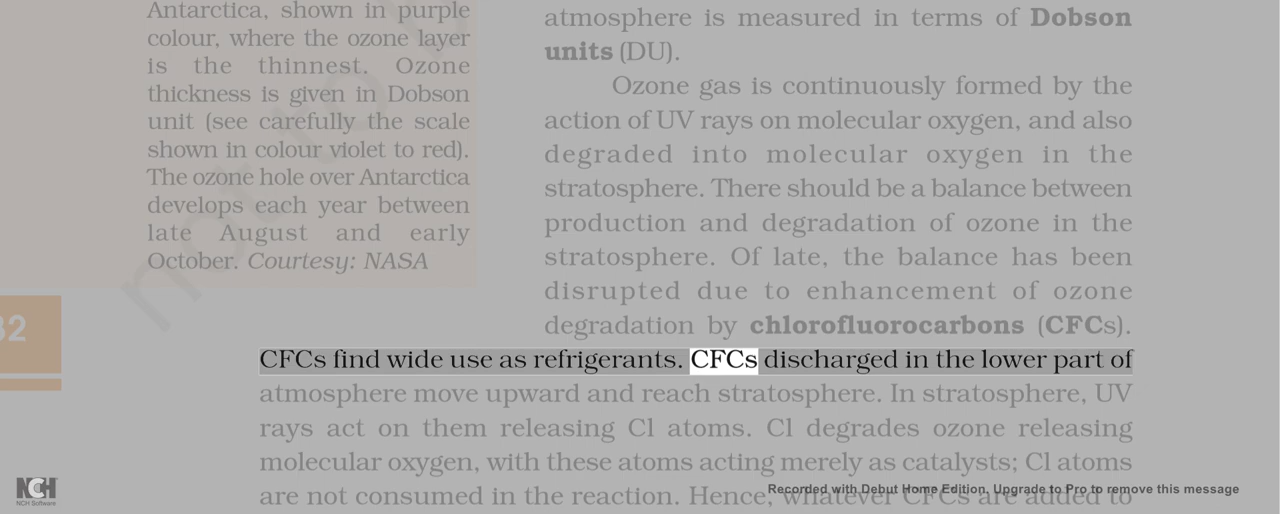 Antarctica, shown in purple
colour, where the ozone layer
is the thinnest. Ozone
thickness is given in Dobson
unit (see carefully the scale
shown in colour violet to red).
The ozone hole over Antarctica
develops each year between
late August and early
October. Courtesy: NASA
atmosphere is measured in terms of Dobson
units (DU).
Ozone gas is continuously formed by the
action of UV rays on molecular oxygen, and also
degraded into molecular oxygen in the
stratosphere. There should be a balance between
production and degradation of ozone in the
stratosphere. Of late, the balance has been
disrupted due to enhancement of ozone
degradation by chlorofluorocarbons (CFCs).
CFCs find wide use as refrigerants. CFCs discharged in the lower part of
atmosphere move upward and reach stratosphere. In stratosphere, UV
rays act on them releasing Cl atoms. Cl degrades ozone releasing
molecular oxygen, with these atoms acting merely as catalysts; Cl atoms
are not consumed in the reaction. Hence, whatever CFCs are added to
32
NCH
NCH Software
Recorded with Debut Home Edition. Upgrade to Pro to remove this message
not to